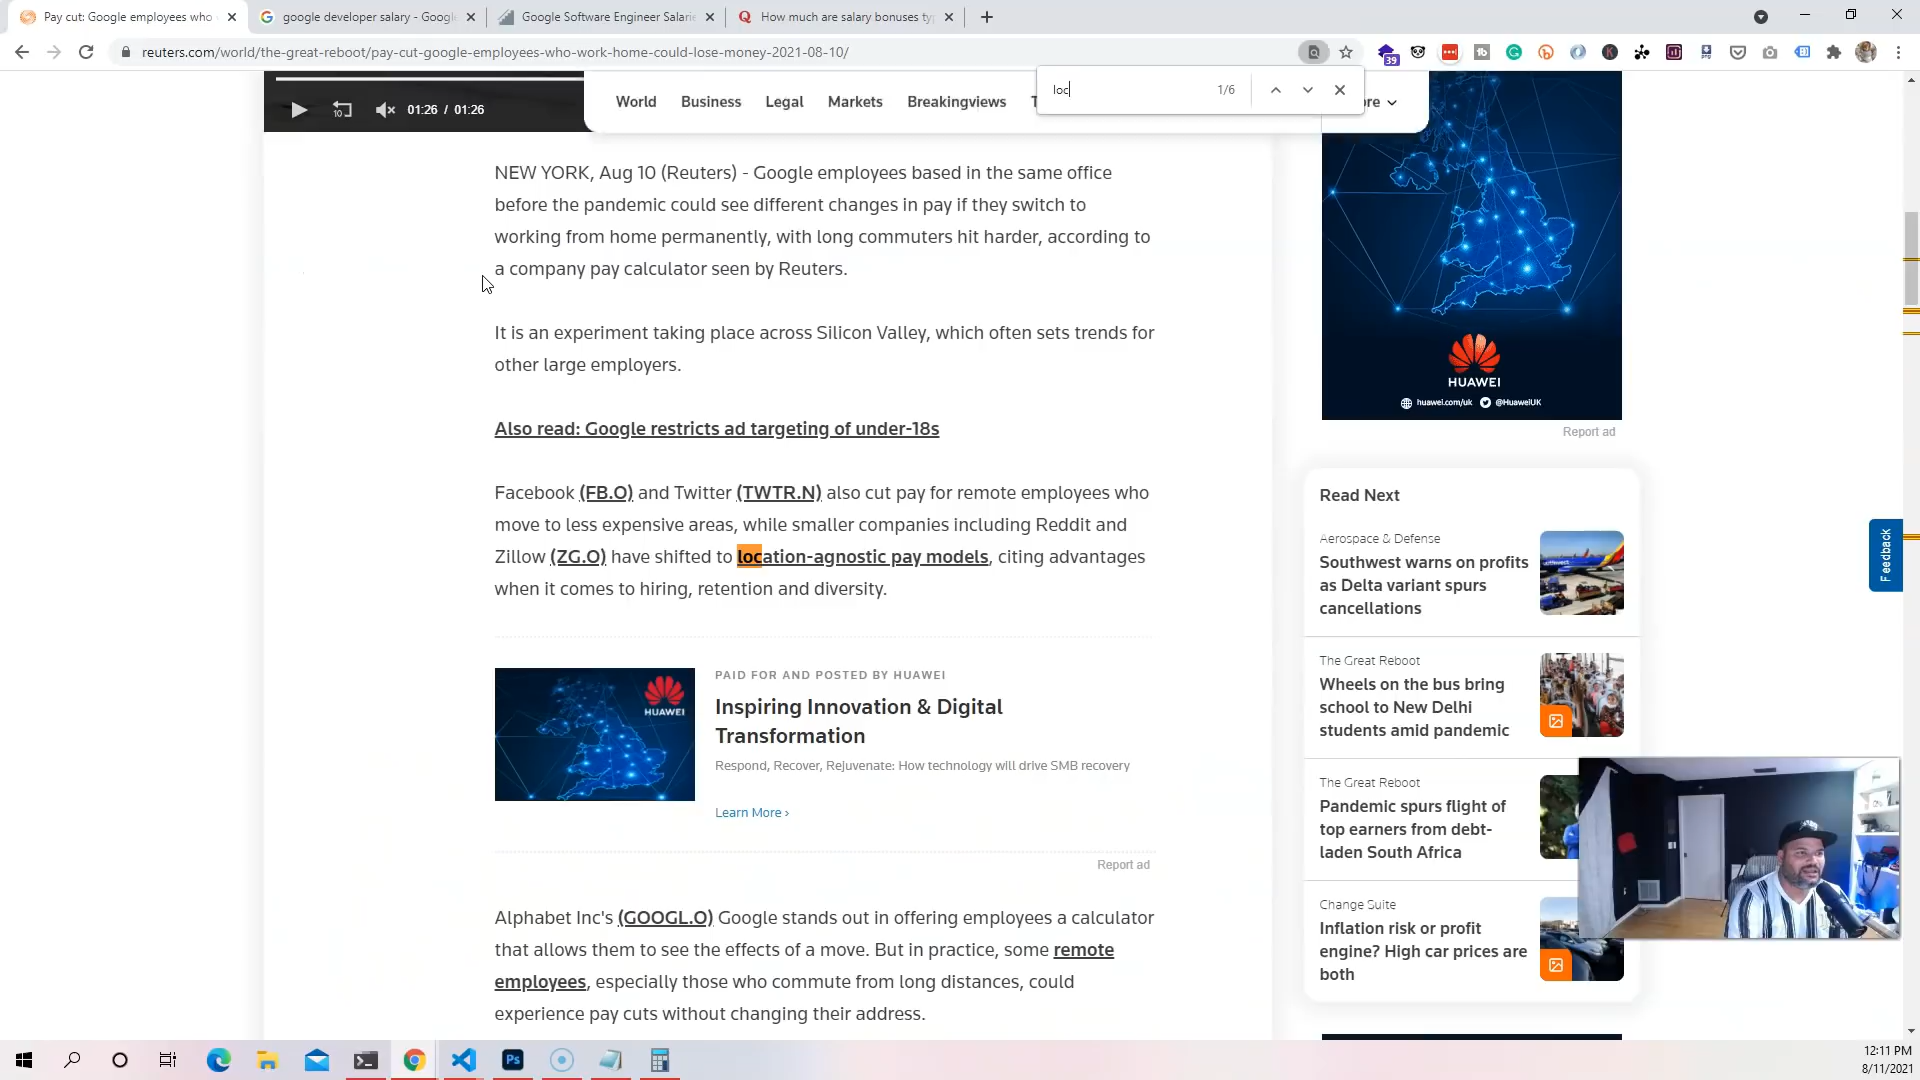 Pay cut: Google employees who
google developer salary - Google
Google Software Engineer Salarie
How much are salary bonuses ty
reuters.com/world/the-great-reboot/pay-cut-google-employees-who-work-home-could-lose-money-2021-08-10/
39
loc
1/6
10
01:26 / 01:26
World
Business
Legal
Markets
Breakingviews
NEW YORK, Aug 10 (Reuters) - Google employees based in the same office
before the pandemic could see different changes in pay if they switch to
working from home permanently, with long commuters hit harder, according to
a company pay calculator seen by Reuters.
It is an experiment taking place across Silicon Valley, which often sets trends for
other large employers.
Also read: Google restricts ad targeting of under-18s
Facebook (FB.O) and Twitter (TWTR.N) also cut pay for remote employees who
move to less expensive areas, while smaller companies including Reddit and
Zillow (ZG.O) have shifted to location-agnostic pay models, citing advantages
when it comes to hiring, retention and diversity.
HUAWEI
PAID FOR AND POSTED BY HUAWEI
Inspiring Innovation & Digital
Transformation
Respond, Recover, Rejuvenate: How technology will drive SMB recovery
Learn More ›
Report ad
Alphabet Inc's (GOOGL.O) Google stands out in offering employees a calculator
that allows them to see the effects of a move. But in practice, some remote
employees, especially those who commute from long distances, could
experience pay cuts without changing their address.
HUAWEI
huawei.com/uk @HuaweiUK
Report ad
Read Next
Aerospace & Defense
Southwest warns on profits
as Delta variant spurs
cancellations
The Great Reboot
Wheels on the bus bring
school to New Delhi
students amid pandemic
The Great Reboot
Pandemic spurs flight of
top earners from debt-
laden South Africa
Change Suite
Inflation risk or profit
engine? High car prices are
both
Feedback
Ps
12:11 PM
8/11/2021